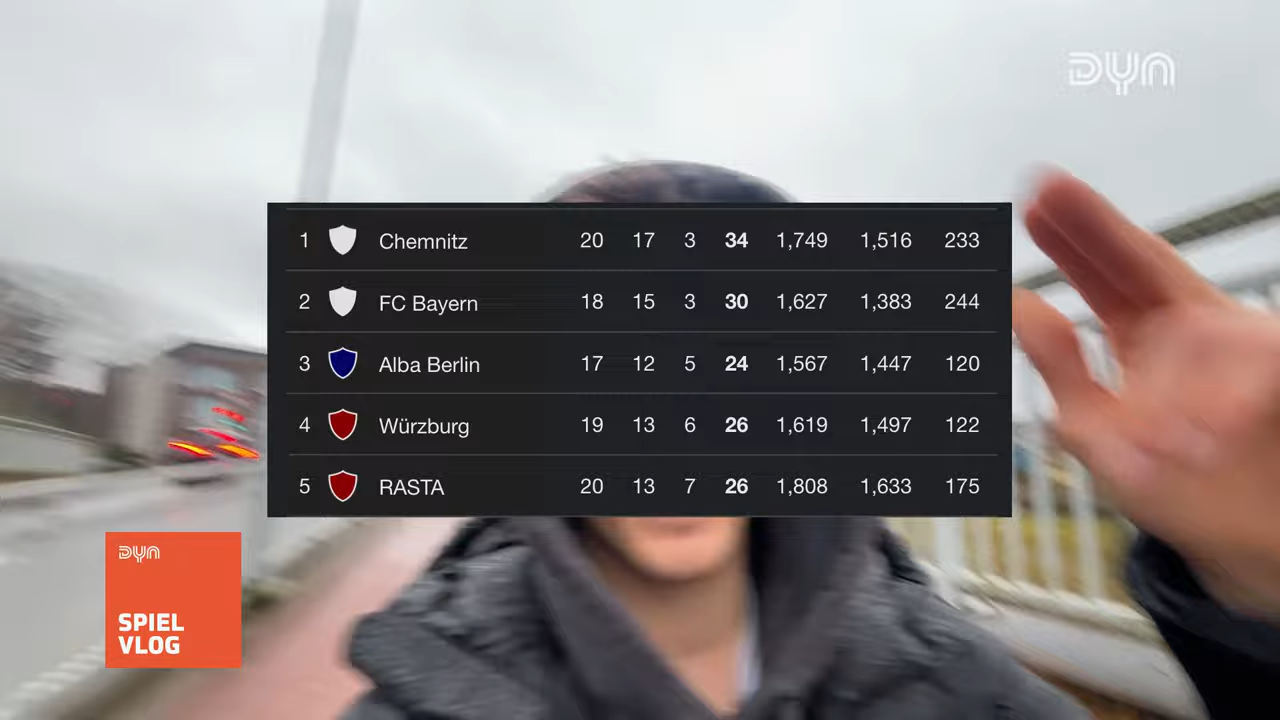 DYN
1 Chemnitz 20 17 3 34 1,749 1,516 233
2 FC Bayern 18 15 3 30 1,627 1,383 244
3 Alba Berlin 17 12 5 24 1,567 1,447 120
4 Würzburg 19 13 6 26 1,619 1,497 122
5 RASTA 20 13 7 26 1,808 1,633 175
DYN
SPIEL
VLOG